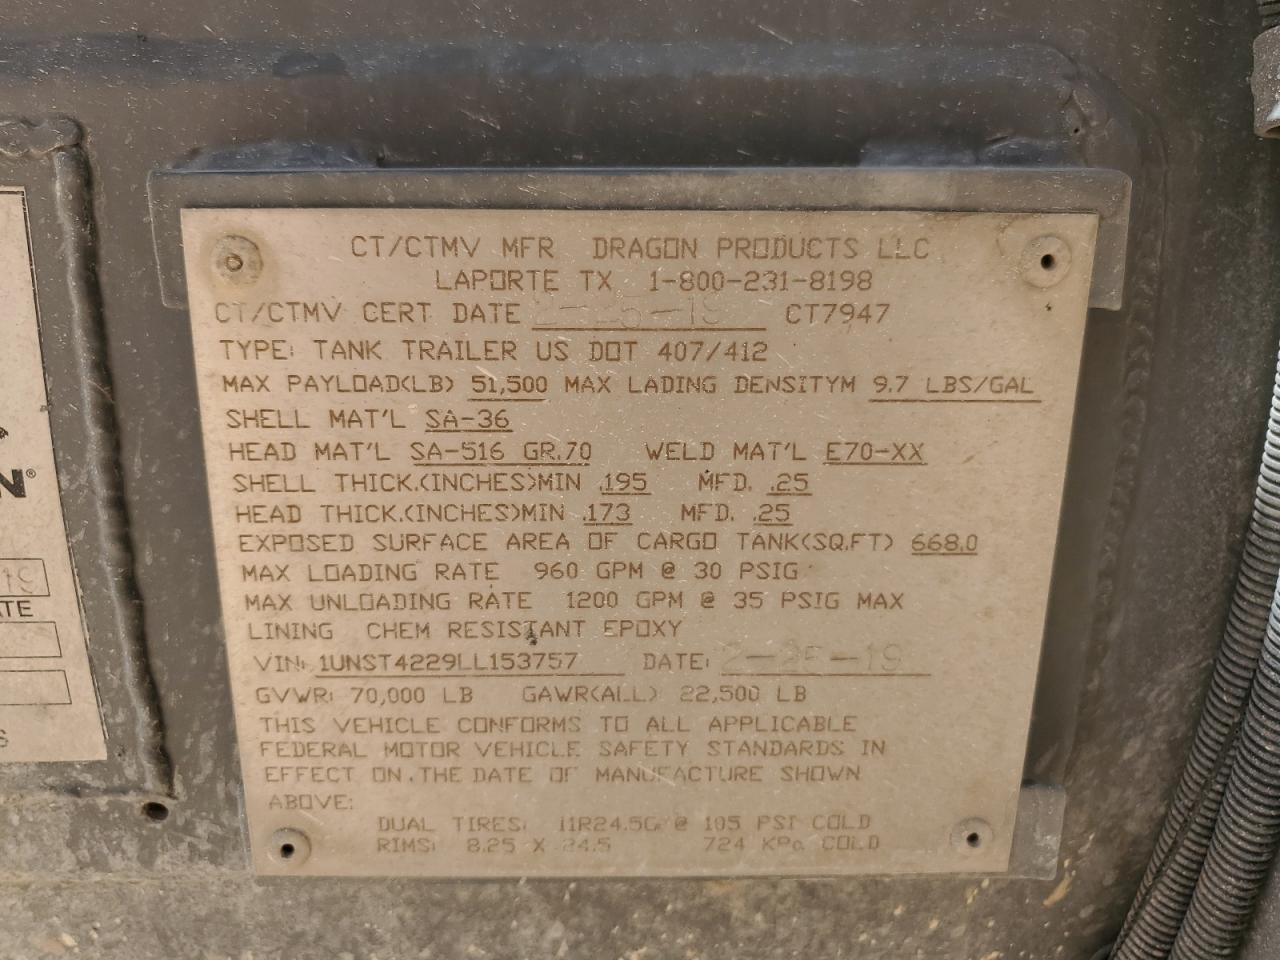 CT/CTMV MFR DRAGON PRODUCTS LLC
LAPORTE TX 1-800-231-8198
CT/CTMV CERT DATE 2-25-19 CT7947
TYPE: TANK TRAILER US DOT 407/412
MAX PAYLOAD(LB) 51,500 MAX LADING DENSITYM 9.7 LBS/GAL
SHELL MAT'L SA-36
HEAD MAT'L SA-516 GR.70 WELD MAT'L E70-XX
SHELL THICK.(INCHES)MIN .195 MFD. .25
HEAD THICK.(INCHES)MIN .173 MFD. .25
EXPOSED SURFACE AREA OF CARGO TANK(SQ.FT) 668.0
MAX LOADING RATE 960 GPM @ 30 PSIG
MAX UNLOADING RATE 1200 GPM @ 35 PSIG MAX
LINING CHEM RESISTANT EPOXY
VIN: 1UNST4229LL153757 DATE: 2-25-19
GVWR: 70,000 LB GAWR(ALL) 22,500 LB
THIS VEHICLE CONFORMS TO ALL APPLICABLE
FEDERAL MOTOR VEHICLE SAFETY STANDARDS IN
EFFECT ON THE DATE OF MANUFACTURE SHOWN
ABOVE:
DUAL TIRES: 11R24.5G @ 105 PSI COLD
RIMS: 8.25 X 24.5 724 KPa COLD